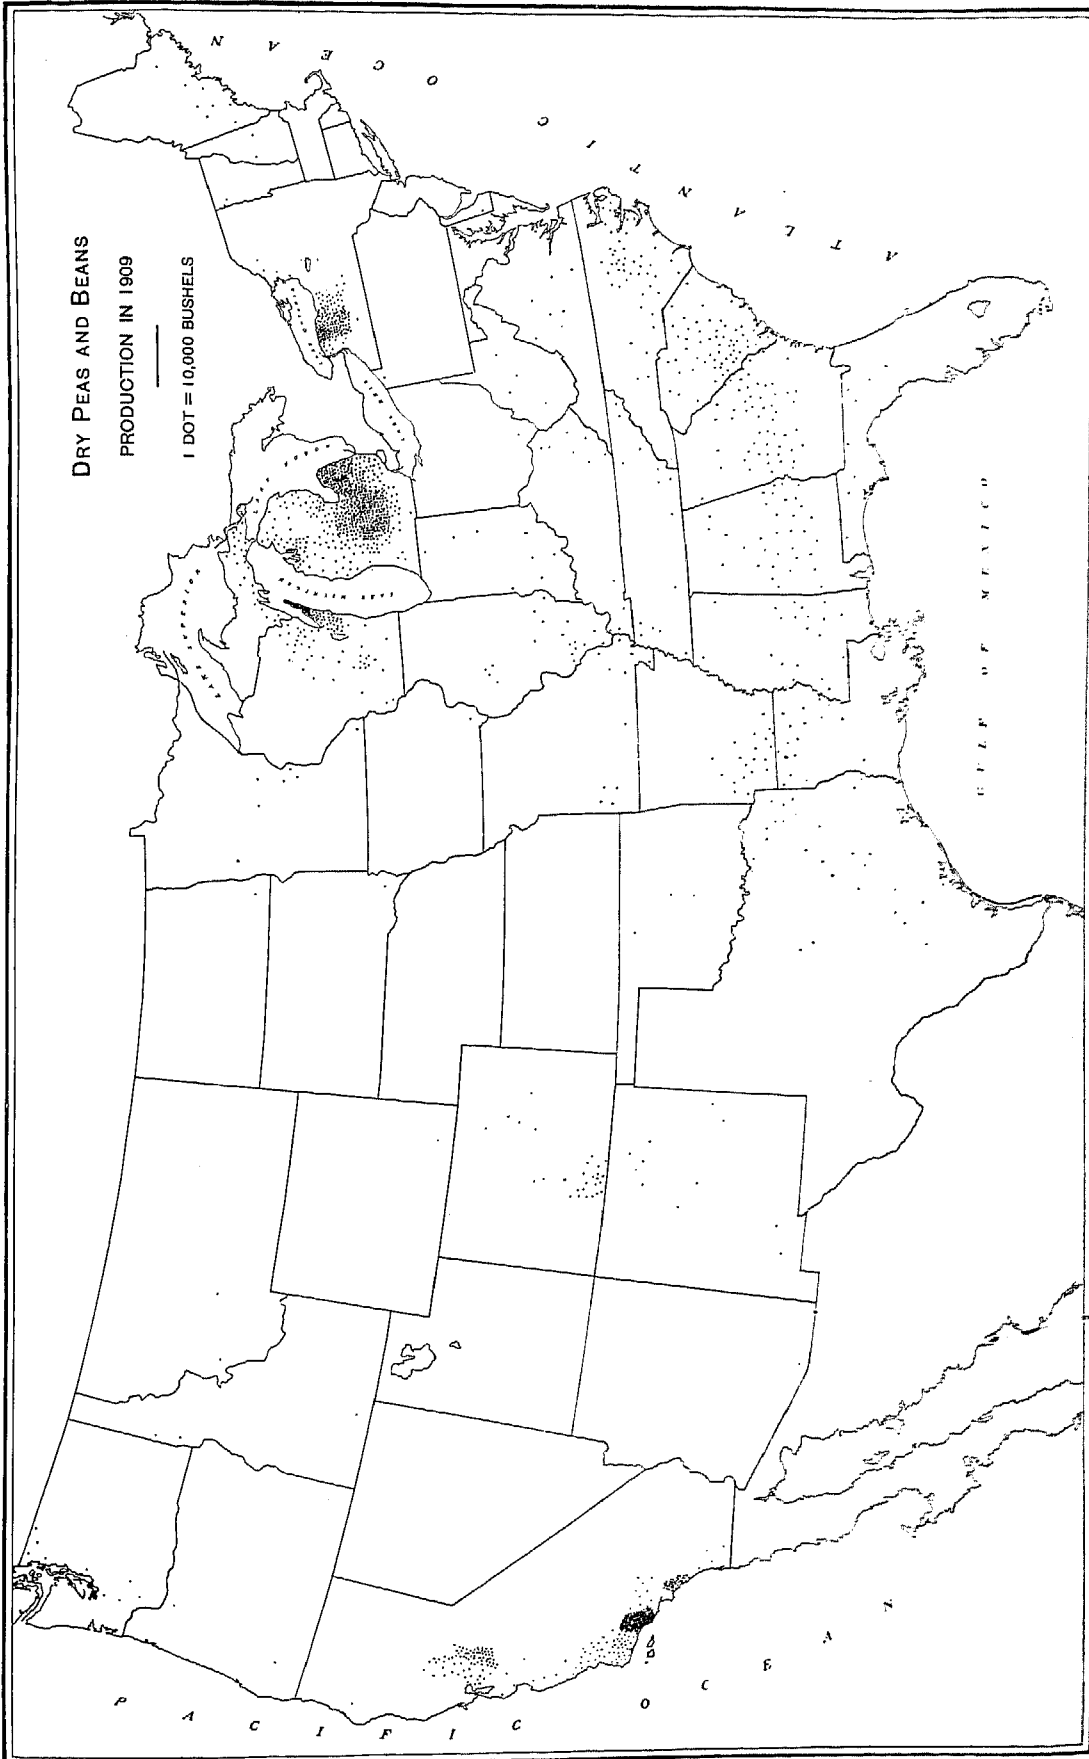 DRY PEAS AND BEANS
PRODUCTION IN 1909
1 DOT = 10,000 BUSHELS
LAKE SUPERIOR
LAKE MICHIGAN
PACIFIC OCEAN
ATLANTIC OCEAN
GULF OF MEXICO